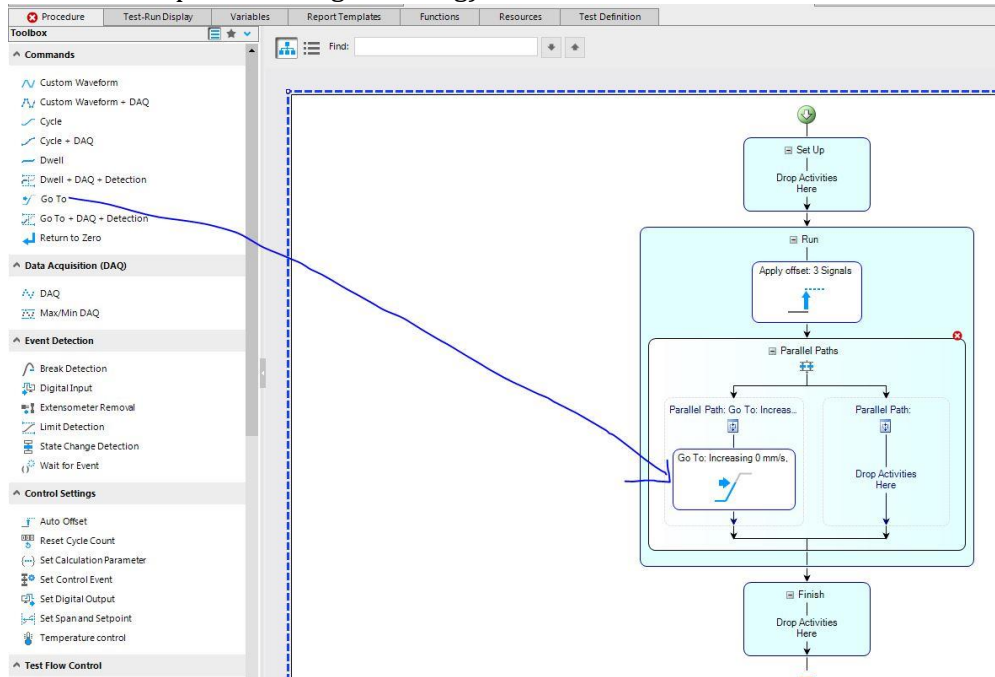 Procedure
Test-Run Display
Variables
Report Templates
Functions
Resources
Test Definition
Toolbox
Find:
Commands
Custom Waveform
Custom Waveform + DAQ
Cycle
Cycle + DAQ
Dwell
Dwell + DAQ + Detection
Go To
Go To + DAQ + Detection
Return to Zero
Data Acquisition (DAQ)
DAQ
Max/Min DAQ
Event Detection
Break Detection
Digital Input
Extensometer Removal
Limit Detection
State Change Detection
Wait for Event
Control Settings
Auto Offset
Reset Cycle Count
Set Calculation Parameter
Set Control Event
Set Digital Output
Set Span and Setpoint
Temperature control
Test Flow Control
Set Up
Drop Activities
Here
Run
Apply offset: 3 Signals
Parallel Paths
Parallel Path: Go To: Increas...
Parallel Path:
Go To: Increasing 0 mm/s,
Drop Activities
Here
Finish
Drop Activities
Here